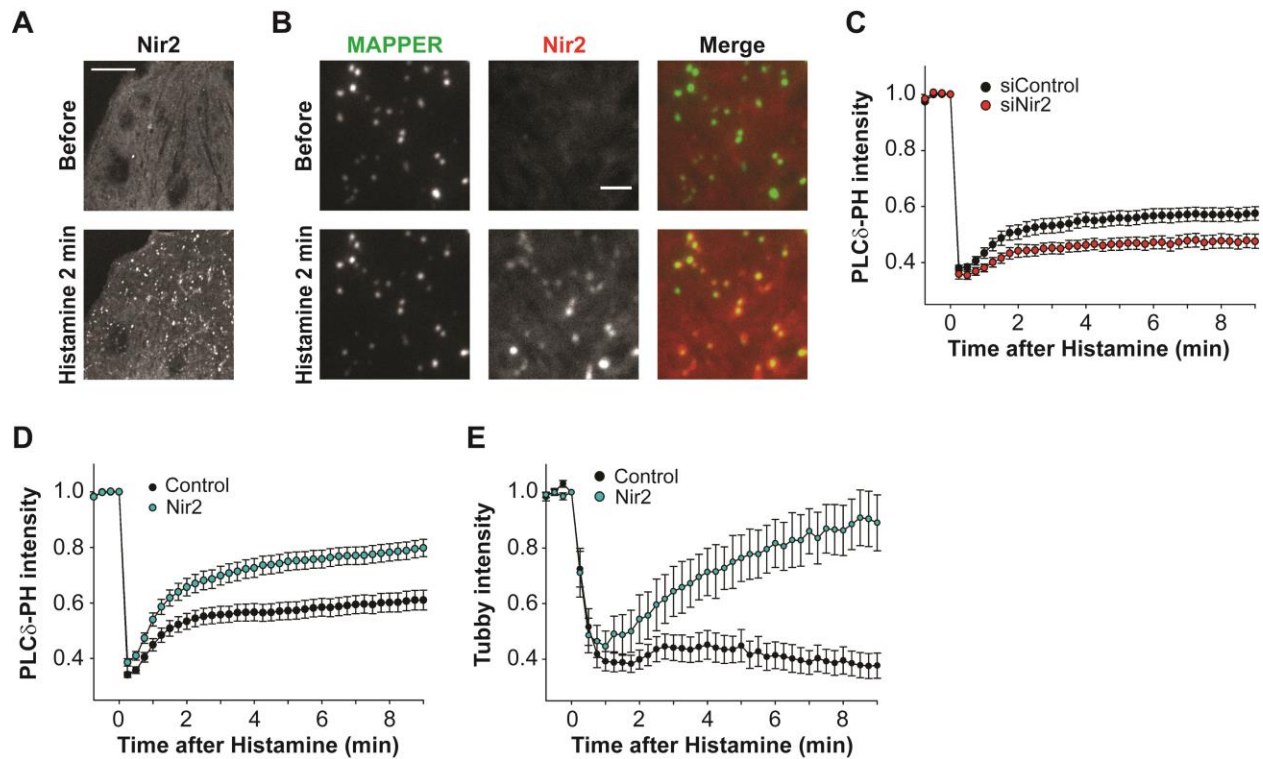 A
Nir2
Before
Histamine 2 min
B
MAPPER Nir2 Merge
Before
Histamine 2 min
C
siControl
siNir2
PLCδ-PH intensity
1.0
0.8
0.6
0.4
0 2 4 6 8
Time after Histamine (min)
D
Control
Nir2
PLCδ-PH intensity
1.0
0.8
0.6
0.4
0 2 4 6 8
Time after Histamine (min)
E
Control
Nir2
Tubby intensity
1.0
0.8
0.6
0.4
0 2 4 6 8
Time after Histamine (min)